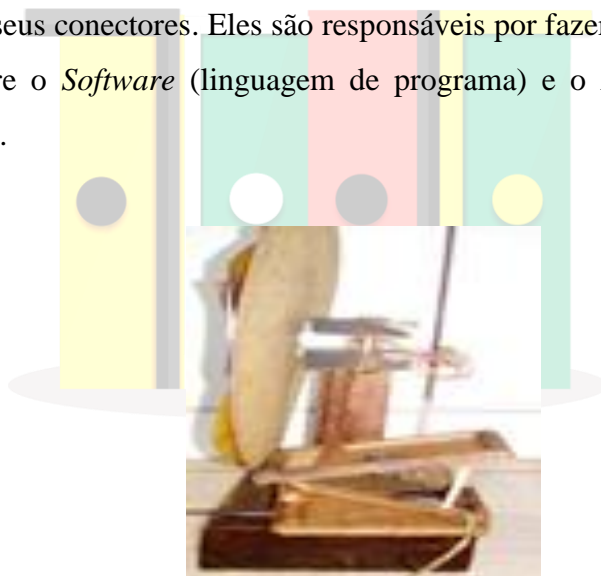 seus conectores. Eles são responsáveis por fazer
re o Software (linguagem de programa) e o
.